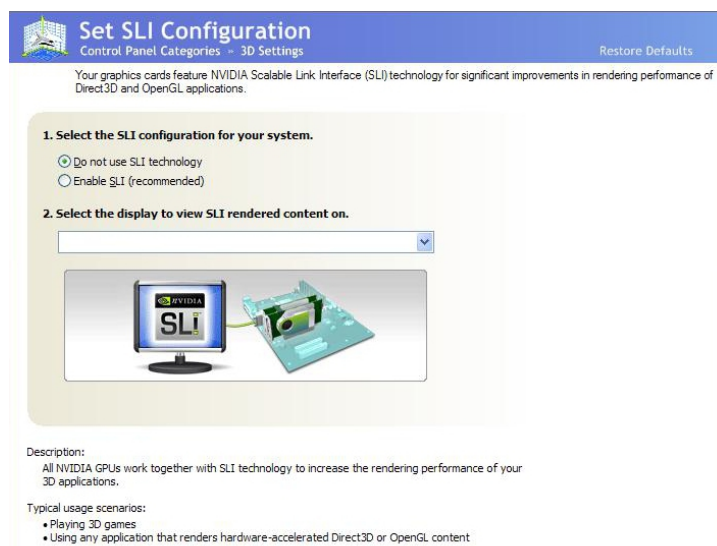 Set SLI Configuration
Control Panel Categories - 3D Settings
Restore Defaults
Your graphics cards feature NVIDIA Scalable Link Interface (SLI) technology for significant improvements in rendering performance of
Direct3D and OpenGL applications.
1. Select the SLI configuration for your system.
Do not use SLI technology
Enable SLI (recommended)
2. Select the display to view SLI rendered content on.
NVIDIA
SLI
Description:
All NVIDIA GPUs work together with SLI technology to increase the rendering performance of your
3D applications.
Typical usage scenarios:
• Playing 3D games
• Using any application that renders hardware-accelerated Direct3D or OpenGL content